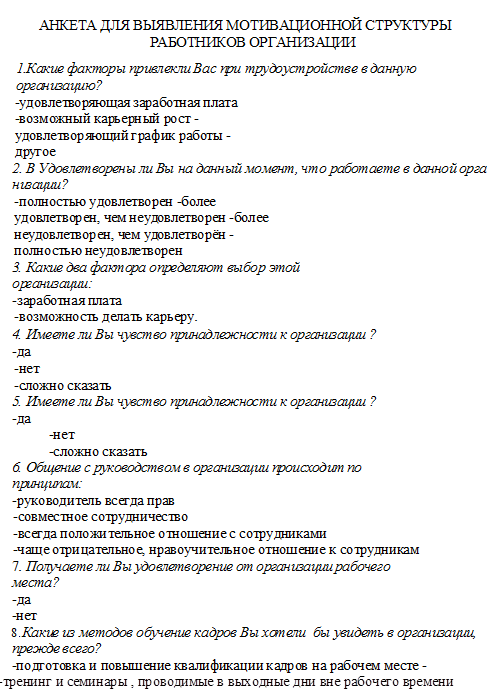 АНКЕТА ДЛЯ ВЫЯВЛЕНИЯ МОТИВАЦИОННОЙ СТРУКТУРЫ
РАБОТНИКОВ ОРГАНИЗАЦИИ
1.Какие факторы привлекли Вас при трудоустройстве в данную
организацию?
-удовлетворяющая заработная плата
-возможный карьерный рост -
удовлетворяющий график работы -
другое
2. В Удовлетворены ли Вы на данный момент, что работаете в данной орга
низации?
-полностью удовлетворен -более
удовлетворен, чем неудовлетворен -более
неудовлетворен, чем удовлетворён -
полностью неудовлетворен
3. Какие два фактора определяют выбор этой
организации:
-заработная плата
-возможность делать карьеру.
4. Имеете ли Вы чувство принадлежности к организации ?
-да
-нет
-сложно сказать
5. Имеете ли Вы чувство принадлежности к организации ?
-да
-нет
-сложно сказать
6. Общение с руководством в организации происходит по
принципам:
-руководитель всегда прав
-совместное сотрудничество
-всегда положительное отношение с сотрудниками
-чаще отрицательное, нравоучительное отношение к сотрудникам
7. Получаете ли Вы удовлетворение от организации рабочего
места?
-да
-нет
8.Какие из методов обучение кадров Вы хотели бы увидеть в организации,
прежде всего?
-подготовка и повышение квалификации кадров на рабочем месте -
-тренинг и семинары , проводимые в выходные дни вне рабочего времени